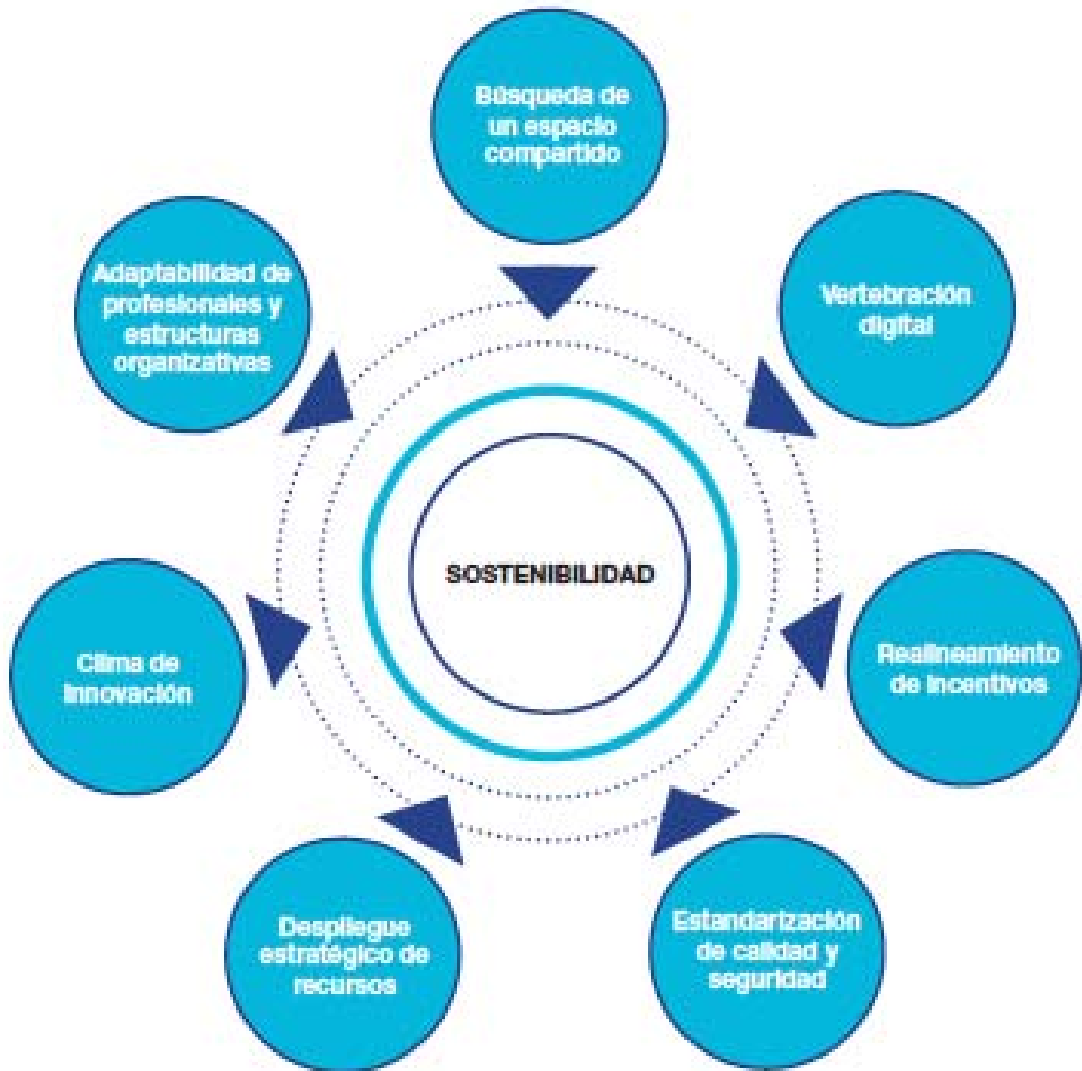 Búsqueda de
un espacio
compartido
Vertebración
digital
Realineamiento
de incentivos
Estandarización
de calidad y
seguridad
Despliegue
estratégico de
recursos
Clima de
innovación
Adaptabilidad de
profesionales y
estructuras
organizativas
SOSTENIBILIDAD